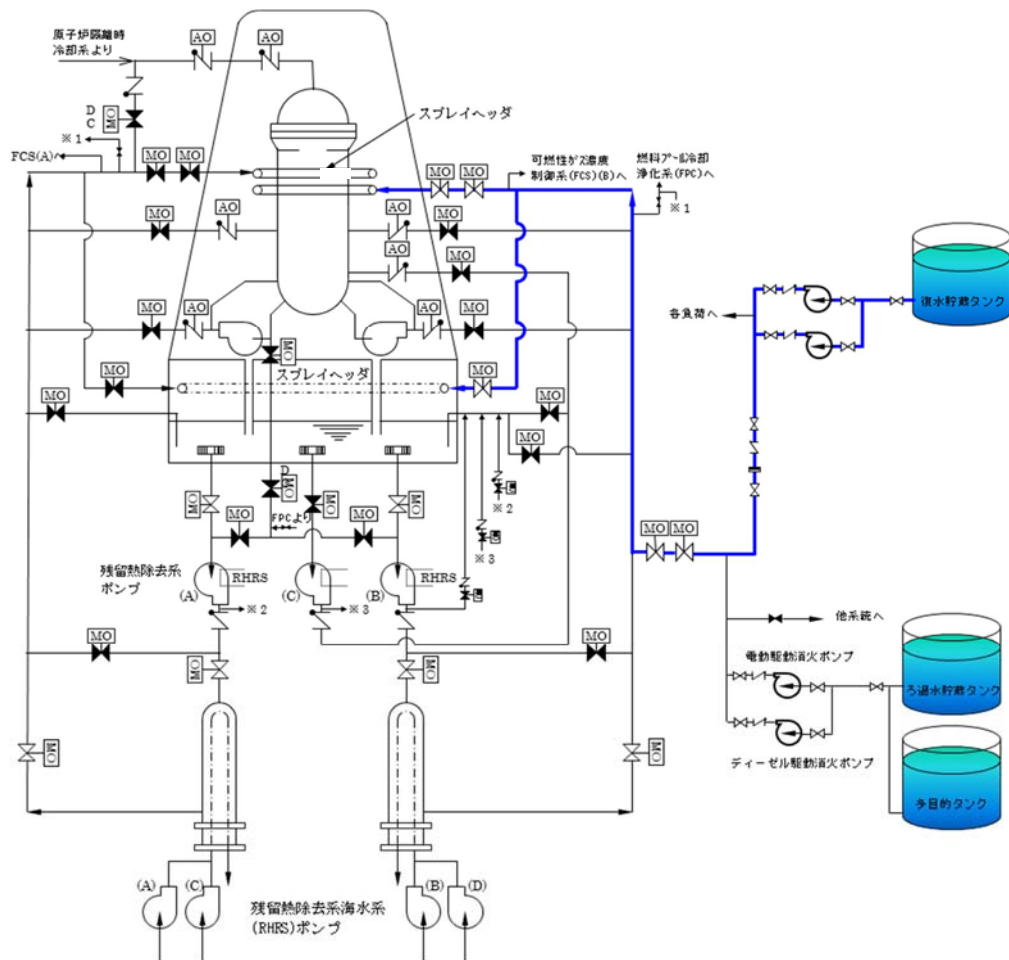 原子炉隔離時
冷却系より
AO
AO
スプレイヘッダ
D
C
MO
※1
FCS(A)へ
MO
MO
可燃性ガス濃度
制御系(FCS)(B)へ
燃料プール冷却
浄化系(FPC)へ
※1
MO
MO
MO
AO
AO
MO
AO
MO
復水貯蔵タンク
各負荷へ
MO
AO
AO
MO
MO
スプレイヘッダ
MO
MO
MO
MO
MO
D
MO
MO
MO
MO
※2
FPCより
MO
MO
※3
MO
MO
残留熱除去系
ポンプ
(A)
RHRS
(C)
(B)
RHRS
※2
※3
他系統へ
MO
MO
MO
MO
電動駆動消火ポンプ
ろ過水貯蔵タンク
MO
MO
ディーゼル駆動消火ポンプ
多目的タンク
(A)
(C)
(B)
(D)
残留熱除去系海水系
(RHRS)ポンプ